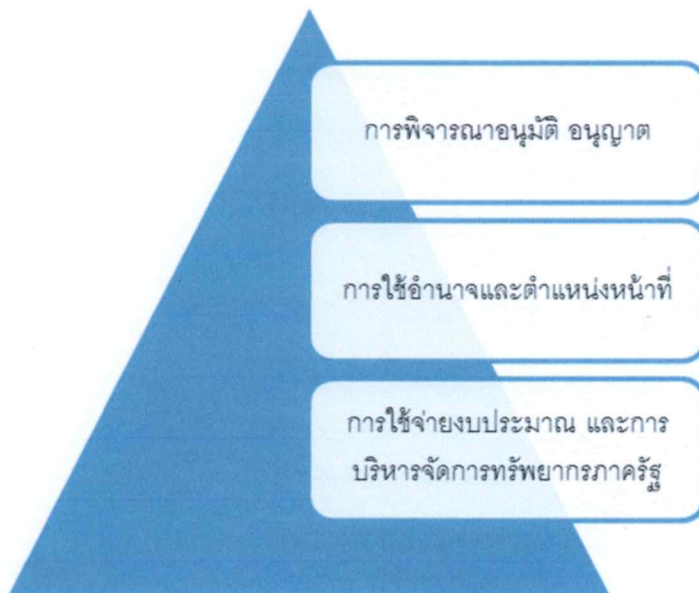 การพิจารณาอนุมัติ อนุญาต
การใช้อำนาจและตำแหน่งหน้าที่
การใช้จ่ายงบประมาณ และการ
บริหารจัดการทรัพยากรภาครัฐ